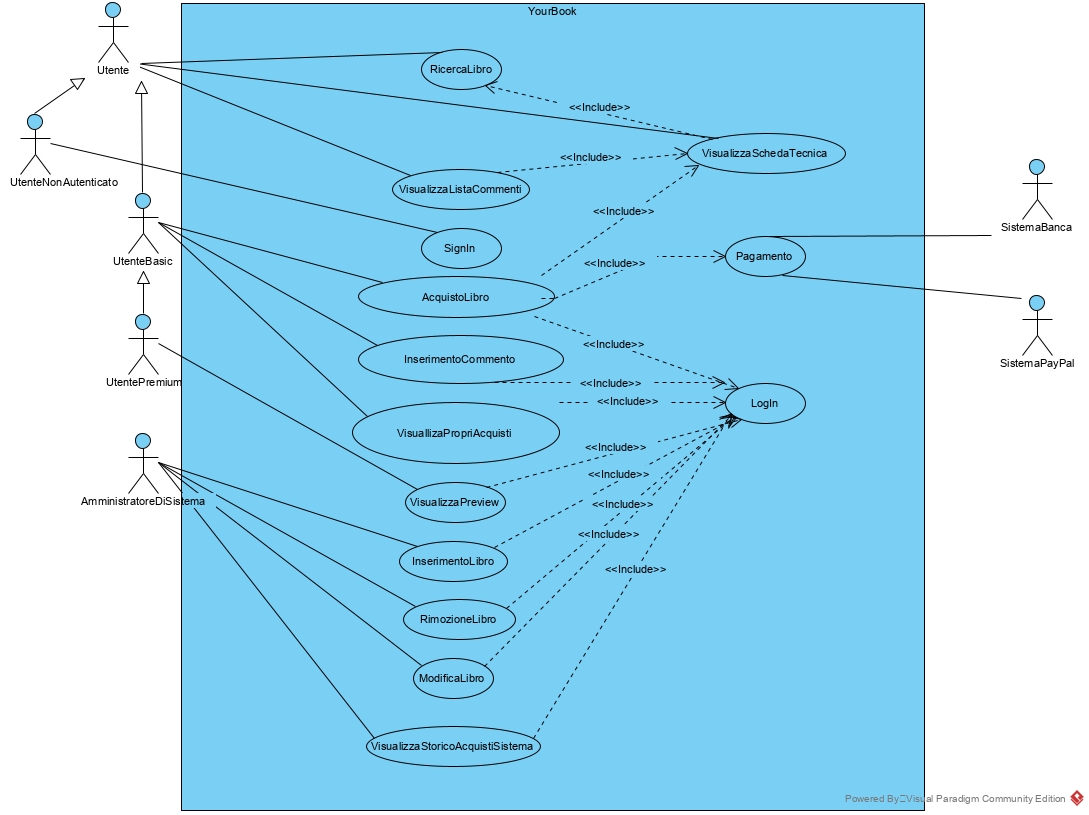 YourBook
Utente
RicercaLibro
<<Include>>
VisualizzaSchedaTecnica
<<Include>>
UtenteNonAutenticato
VisualizzaListaCommenti
<<Include>>
SistemaBanca
SignIn
UtenteBasic
Pagamento
<<Include>>
AcquistoLibro
<<Include>>
InserimentoCommento
SistemaPayPal
UtentePremium
<<Include>>
<<Include>>
LogIn
VisuallizaPropriAcquisti
<<Include>>
<<Include>>
AmministratoreDiSistema
VisualizzaPreview
<<Include>>
<<Include>>
InserimentoLibro
<<Include>>
RimozioneLibro
ModificaLibro
VisualizzaStoricoAcquistiSistema
Powered By Visual Paradigm Community Edition